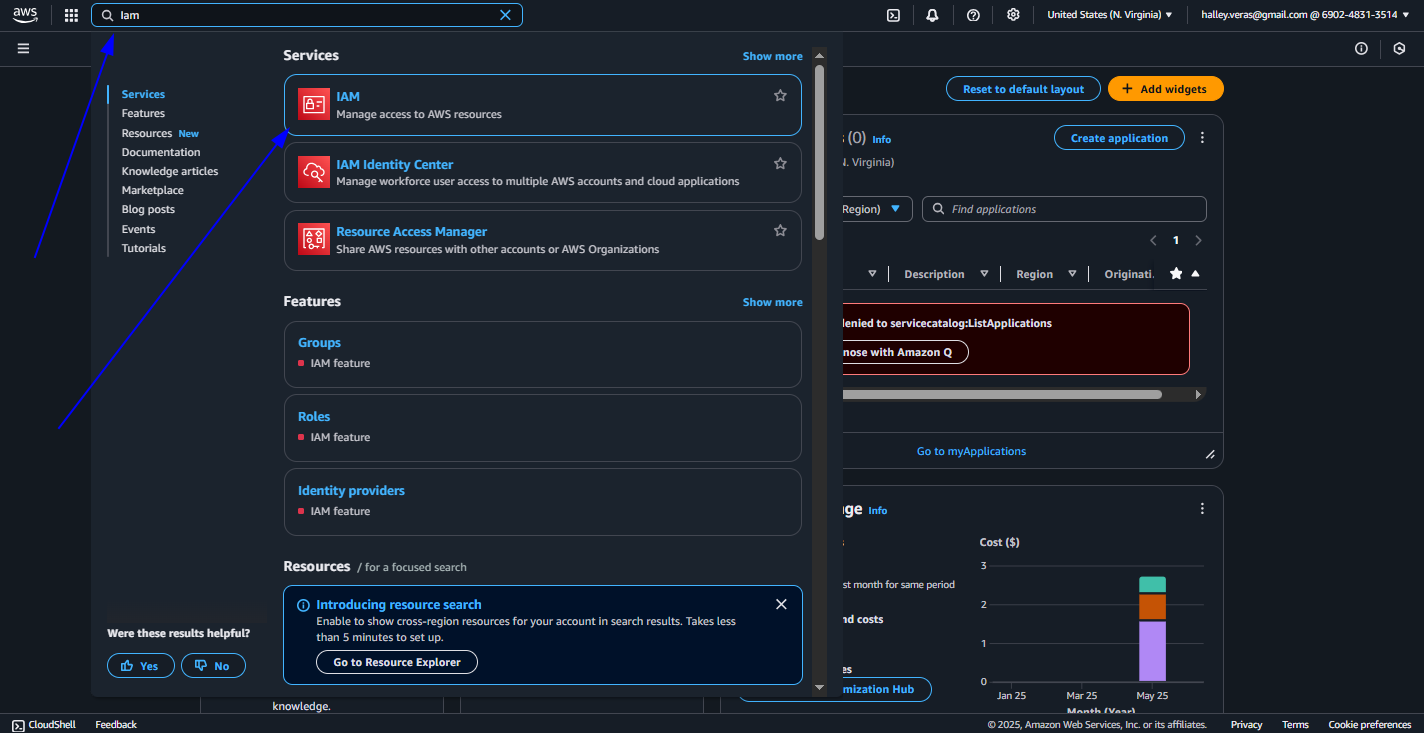 aws
Iam
United States (N. Virginia)
halley.veras@gmail.com @ 6902-4831-3514
Services
Show more
Services
Features
Resources New
Documentation
Knowledge articles
Marketplace
Blog posts
Events
Tutorials
IAM
Manage access to AWS resources
IAM Identity Center
Manage workforce user access to multiple AWS accounts and cloud applications
Resource Access Manager
Share AWS resources with other accounts or AWS Organizations
Features
Show more
Groups
IAM feature
Roles
IAM feature
Identity providers
IAM feature
Resources / for a focused search
Introducing resource search
Enable to show cross-region resources for your account in search results. Takes less
than 5 minutes to set up.
Go to Resource Explorer
Were these results helpful?
Yes
No
Reset to default layout
+ Add widgets
(0) Info
Create application
Virginia)
Region)
Find applications
1
Description
Region
Originati
to servicecatalog:ListApplications
with Amazon Q
Go to myApplications
Info
Cost ($)
month for same period
costs
Hub
3
2
1
0
Jan 25
Mar 25
May 25
Month (Year)
knowledge.
CloudShell
Feedback
© 2025, Amazon Web Services, Inc. or its affiliates.
Privacy
Terms
Cookie preferences